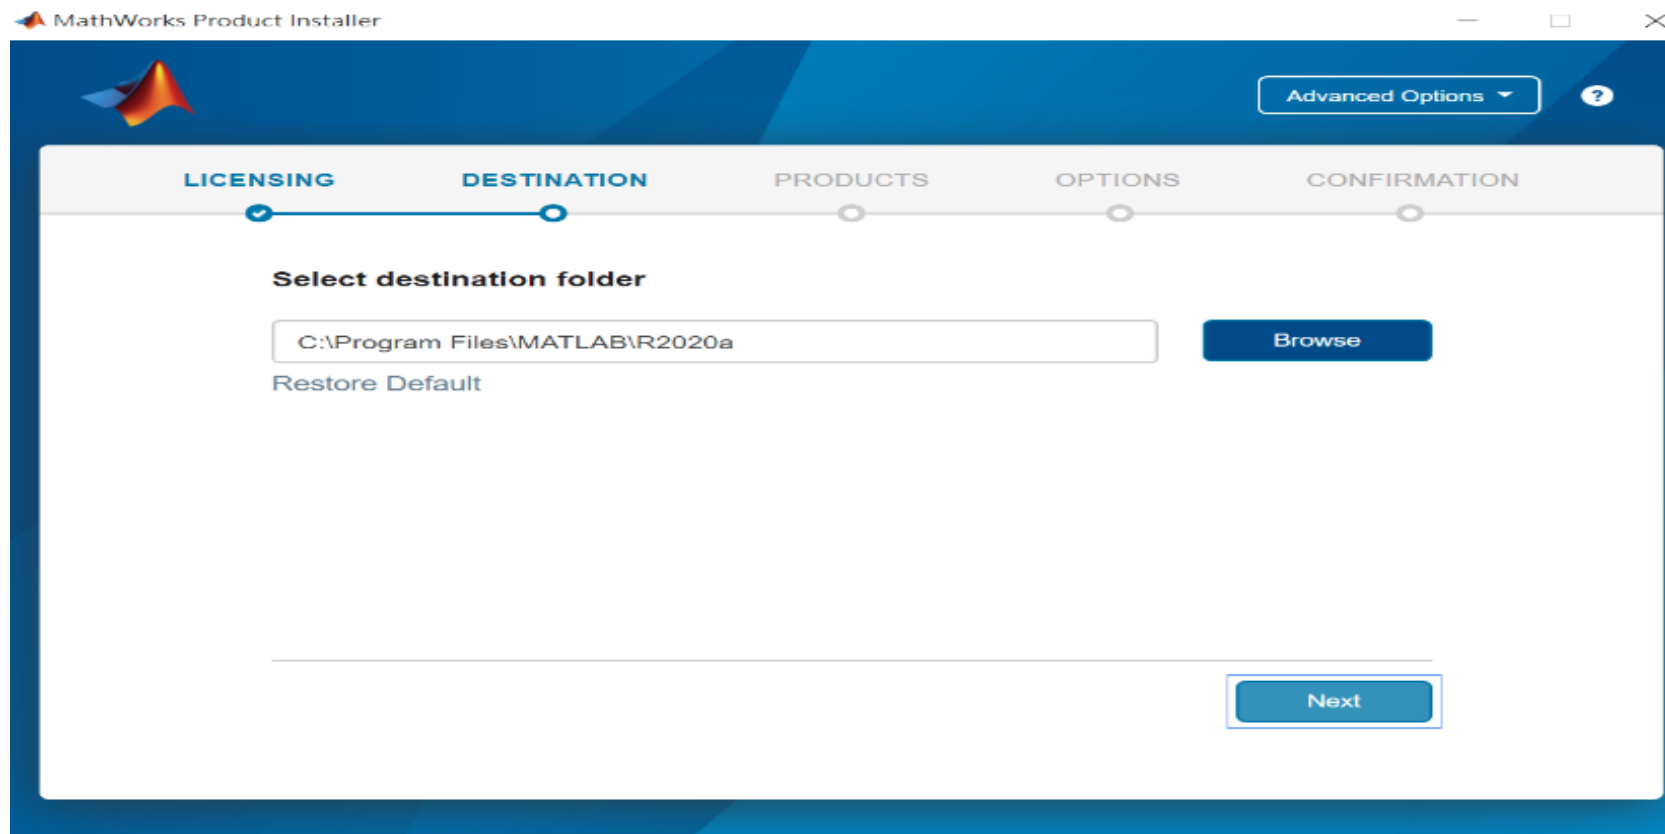 MathWorks Product Installer
Advanced Options
?
LICENSING DESTINATION PRODUCTS OPTIONS CONFIRMATION
Select destination folder
C:\Program Files\MATLAB\R2020a
Browse
Restore Default
Next